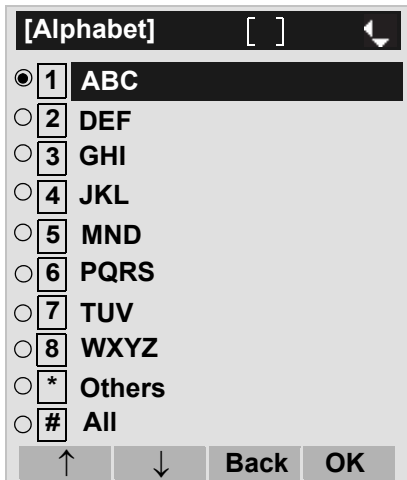 [Alphabet] [ ]
1 ABC
2 DEF
3 GHI
4 JKL
5 MND
6 PQRS
7 TUV
8 WXYZ
* Others
# All
↑ ↓ Back OK